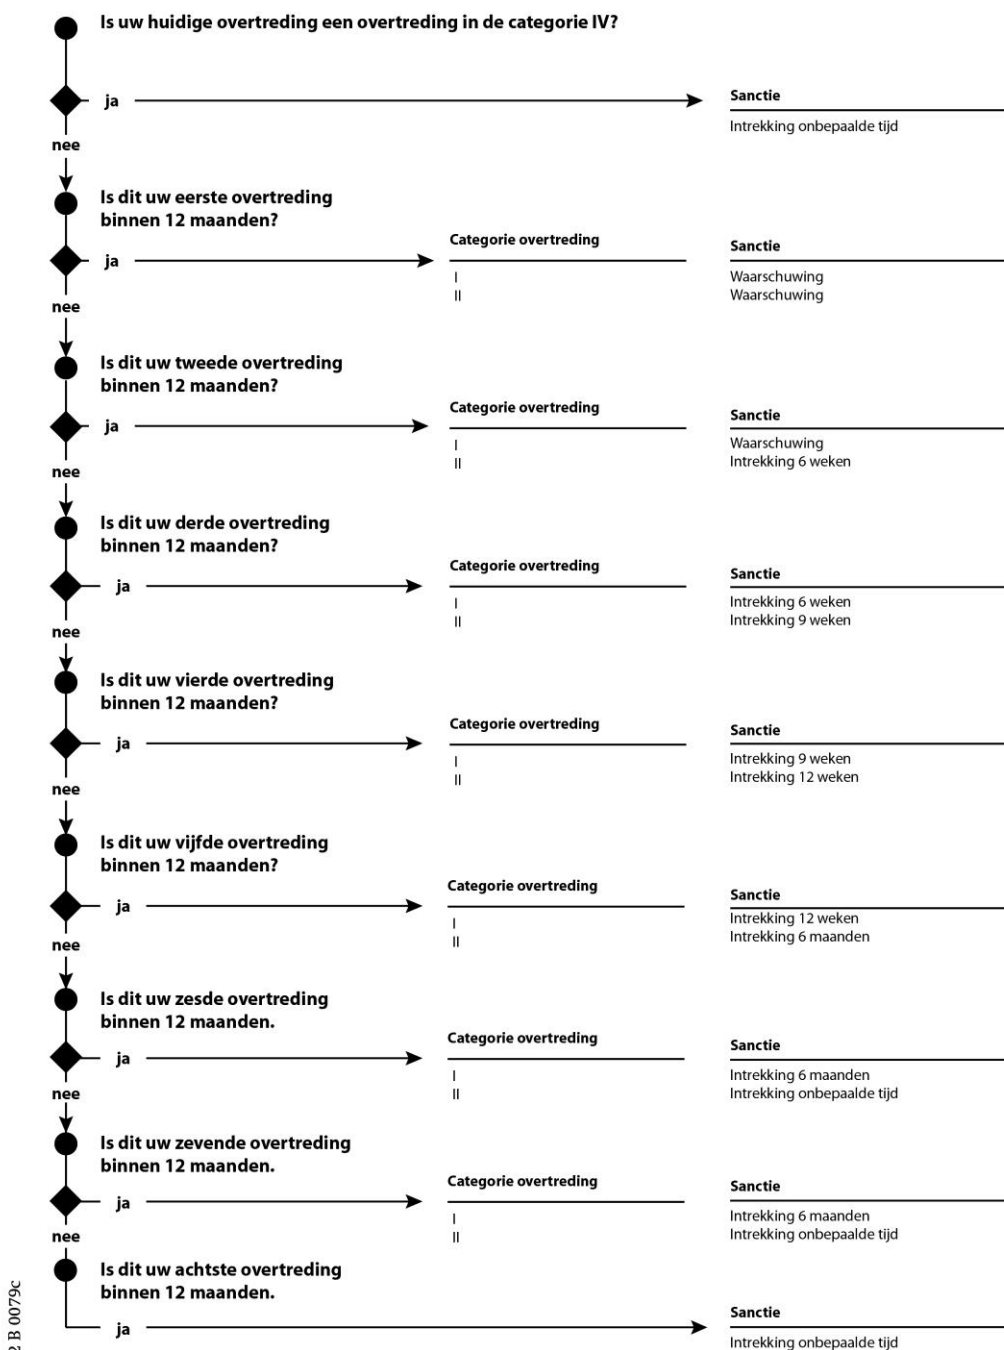 Is uw huidige overtreding een overtreding in de categorie IV?
ja
Sanctie
Intrekking onbepaalde tijd
nee
Is dit uw eerste overtreding
binnen 12 maanden?
ja
Categorie overtreding
I
II
Sanctie
Waarschuwing
Waarschuwing
nee
Is dit uw tweede overtreding
binnen 12 maanden?
ja
Categorie overtreding
I
II
Sanctie
Waarschuwing
Intrekking 6 weken
nee
Is dit uw derde overtreding
binnen 12 maanden?
ja
Categorie overtreding
I
II
Sanctie
Intrekking 6 weken
Intrekking 9 weken
nee
Is dit uw vierde overtreding
binnen 12 maanden?
ja
Categorie overtreding
I
II
Sanctie
Intrekking 9 weken
Intrekking 12 weken
nee
Is dit uw vijfde overtreding
binnen 12 maanden?
ja
Categorie overtreding
I
II
Sanctie
Intrekking 12 weken
Intrekking 6 maanden
nee
Is dit uw zesde overtreding
binnen 12 maanden.
ja
Categorie overtreding
I
II
Sanctie
Intrekking 6 maanden
Intrekking onbepaalde tijd
nee
Is dit uw zevende overtreding
binnen 12 maanden.
ja
Categorie overtreding
I
II
Sanctie
Intrekking 6 maanden
Intrekking onbepaalde tijd
nee
Is dit uw achtste overtreding
binnen 12 maanden.
ja
Sanctie
Intrekking onbepaalde tijd
2 B 0079c